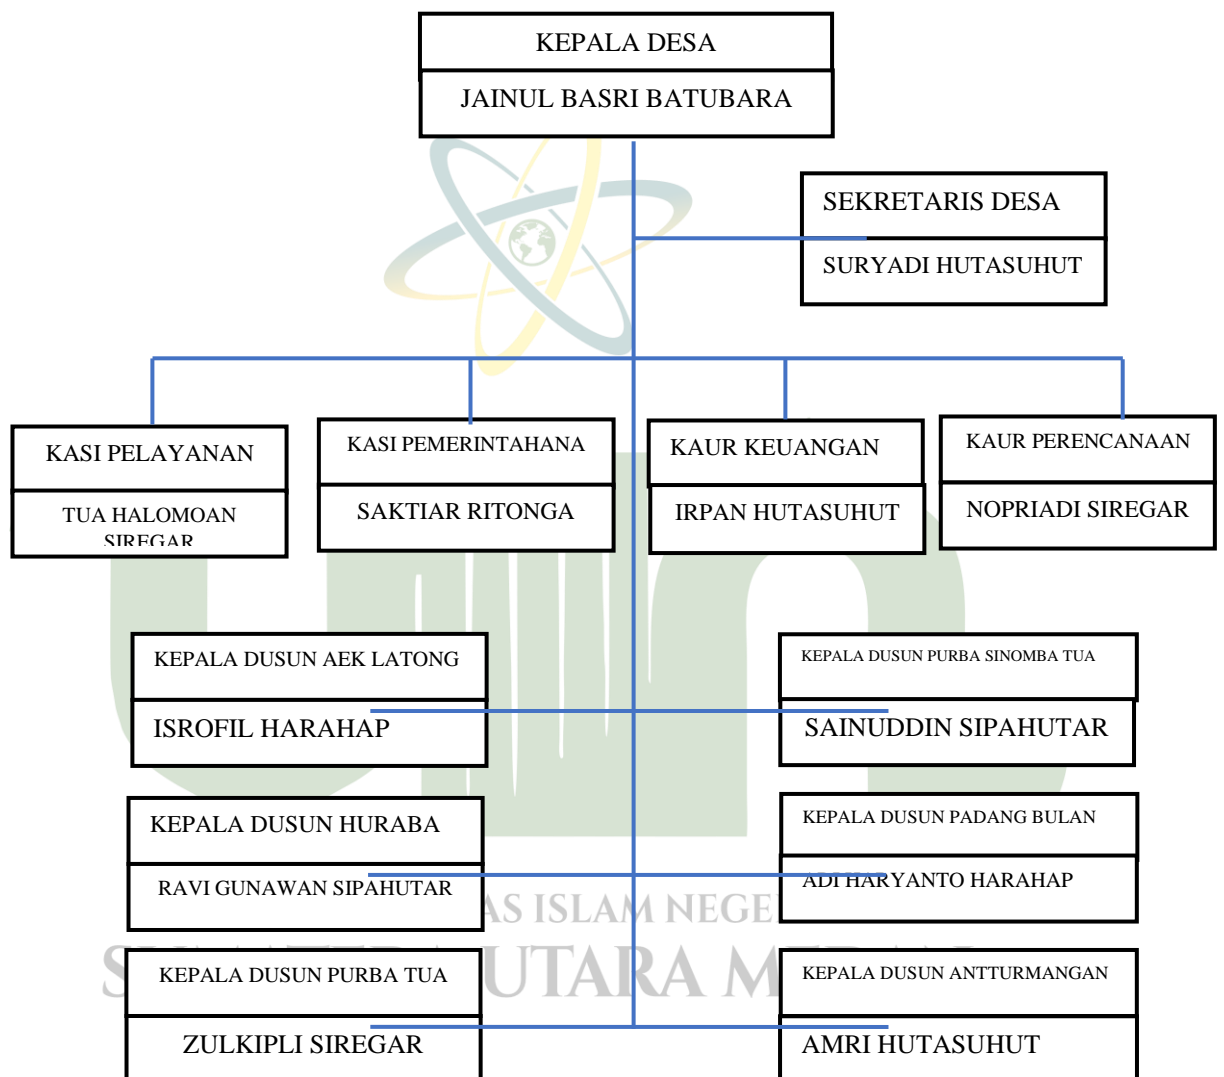 KEPALA DESA
JAINUL BASRI BATUBARA
SEKRETARIS DESA
SURYADI HUTASUHUT
KASI PELAYANAN
TUA HALOMOAN
SIREGAR
KASI PEMERINTAHANA
SAKTIAR RITONGA
KAUR KEUANGAN
IRPAN HUTASUHUT
KAUR PERENCANAAN
NOPRIADI SIREGAR
KEPALA DUSUN AEK LATONG
ISROFIL HARAHAP
KEPALA DUSUN PURBA SINOMBA TUA
SAINUDDIN SIPAHUTAR
KEPALA DUSUN HURABA
RAVI GUNAWAN SIPAHUTAR
KEPALA DUSUN PADANG BULAN
ADI HARYANTO HARAHAP
AS ISLAM NEGE
UTARA M
KEPALA DUSUN PURBA TUA
ZULKIPLI SIREGAR
KEPALA DUSUN ANTTURMANGAN
AMRI HUTASUHUT